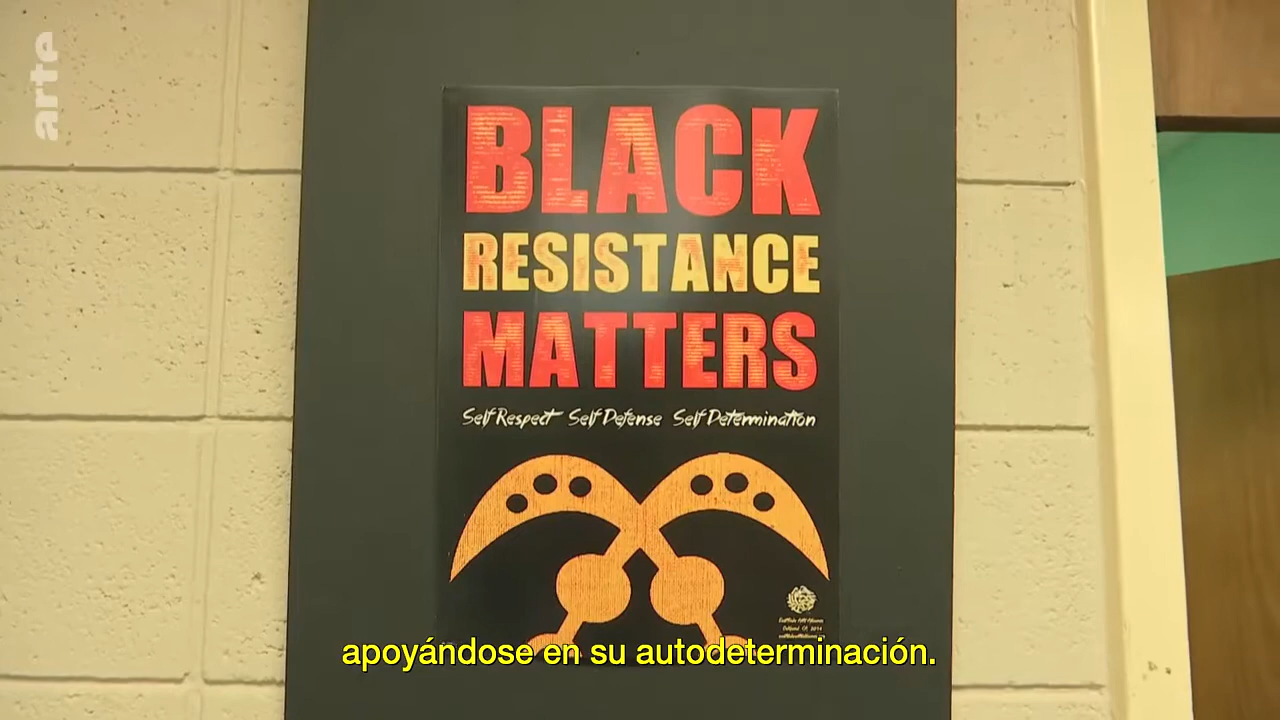 arte
BLACK
RESISTANCE
MATTERS
Self Respect Self Defense Self Determination
apoyándose en su autodeterminación.